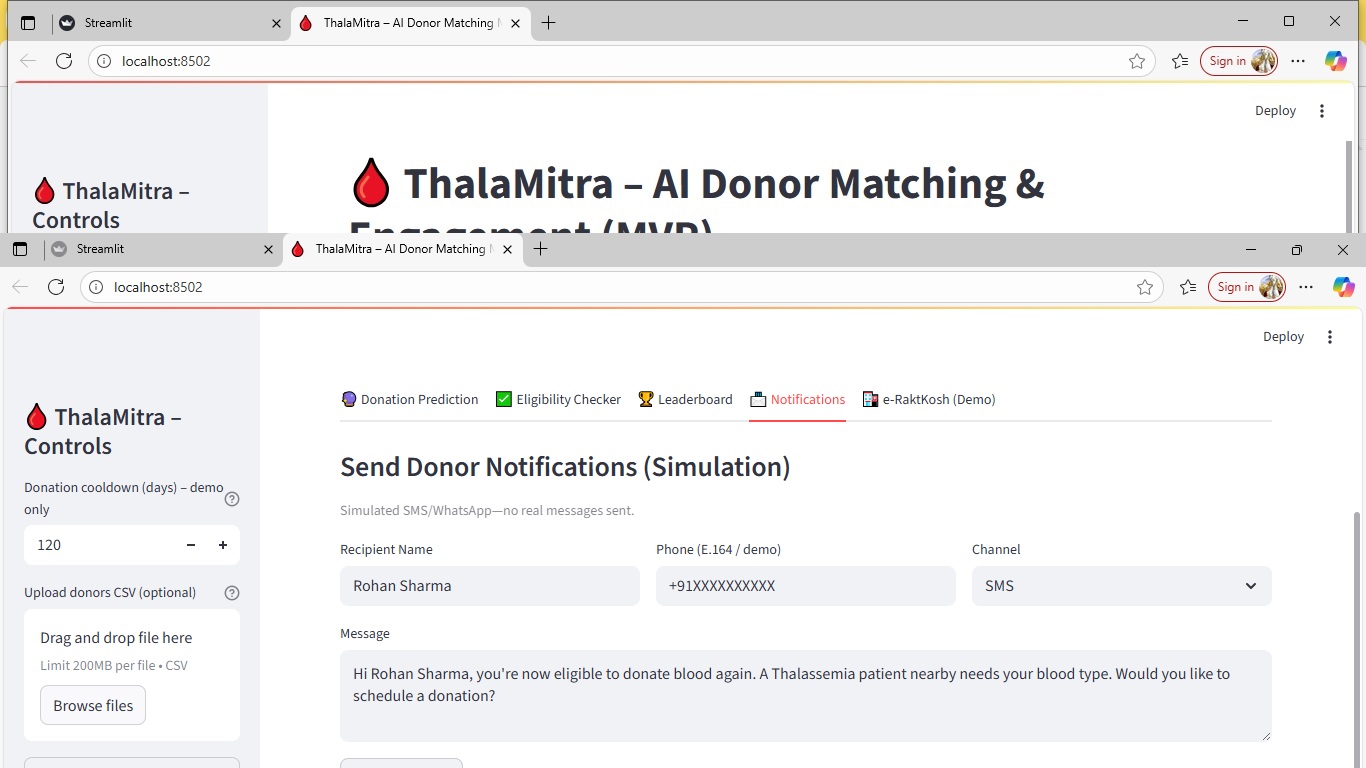 Streamlit
ThalaMitra – AI Donor Matching
localhost:8502
Sign in
Deploy
ThalaMitra –
Controls
ThalaMitra – AI Donor Matching &
Engagement (MVP)
Streamlit
ThalaMitra – AI Donor Matching
localhost:8502
Sign in
Deploy
ThalaMitra –
Controls
Donation cooldown (days) – demo
only
120
Upload donors CSV (optional)
Drag and drop file here
Limit 200MB per file • CSV
Browse files
Donation Prediction Eligibility Checker Leaderboard Notifications e-RaktKosh (Demo)
Send Donor Notifications (Simulation)
Simulated SMS/WhatsApp—no real messages sent.
Recipient Name Phone (E.164 / demo) Channel
Rohan Sharma +91XXXXXXXXXX SMS
Message
Hi Rohan Sharma, you're now eligible to donate blood again. A Thalassemia patient nearby needs your blood type. Would you like to
schedule a donation?